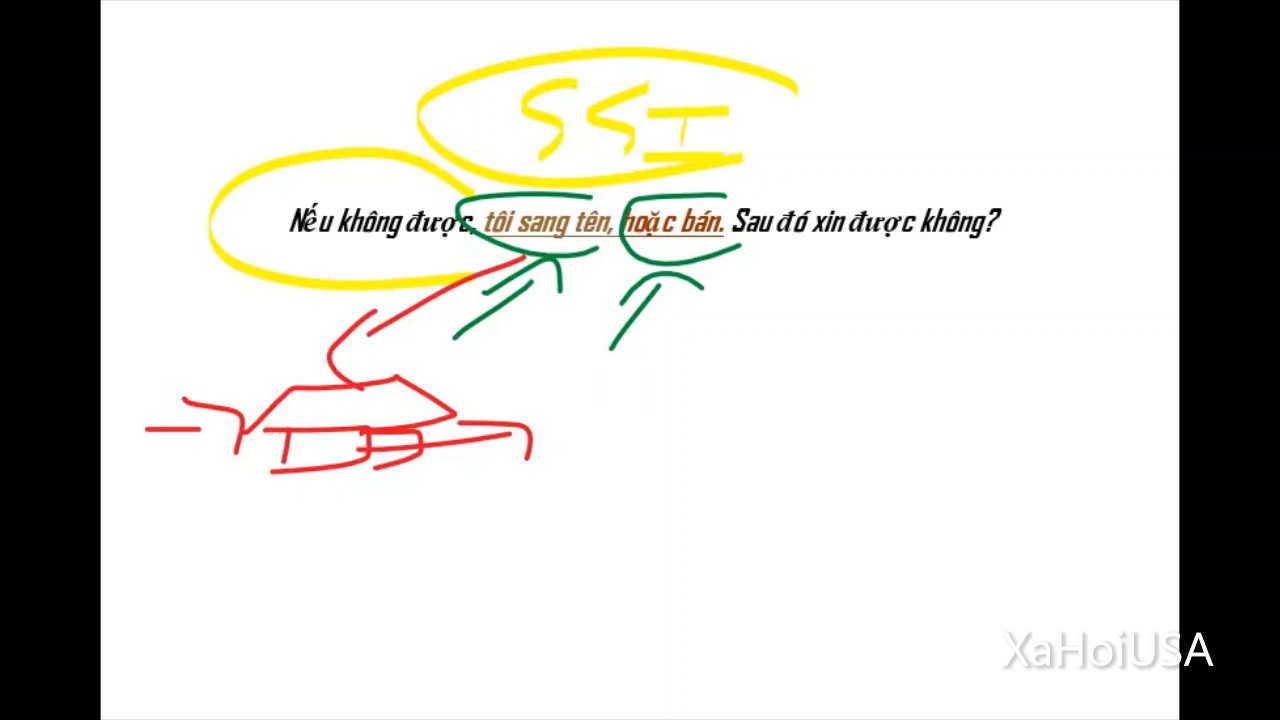 SSI
Nếu không được, tôi sang tên, hoặc bán. Sau đó xin được không?
XaHoiUSA